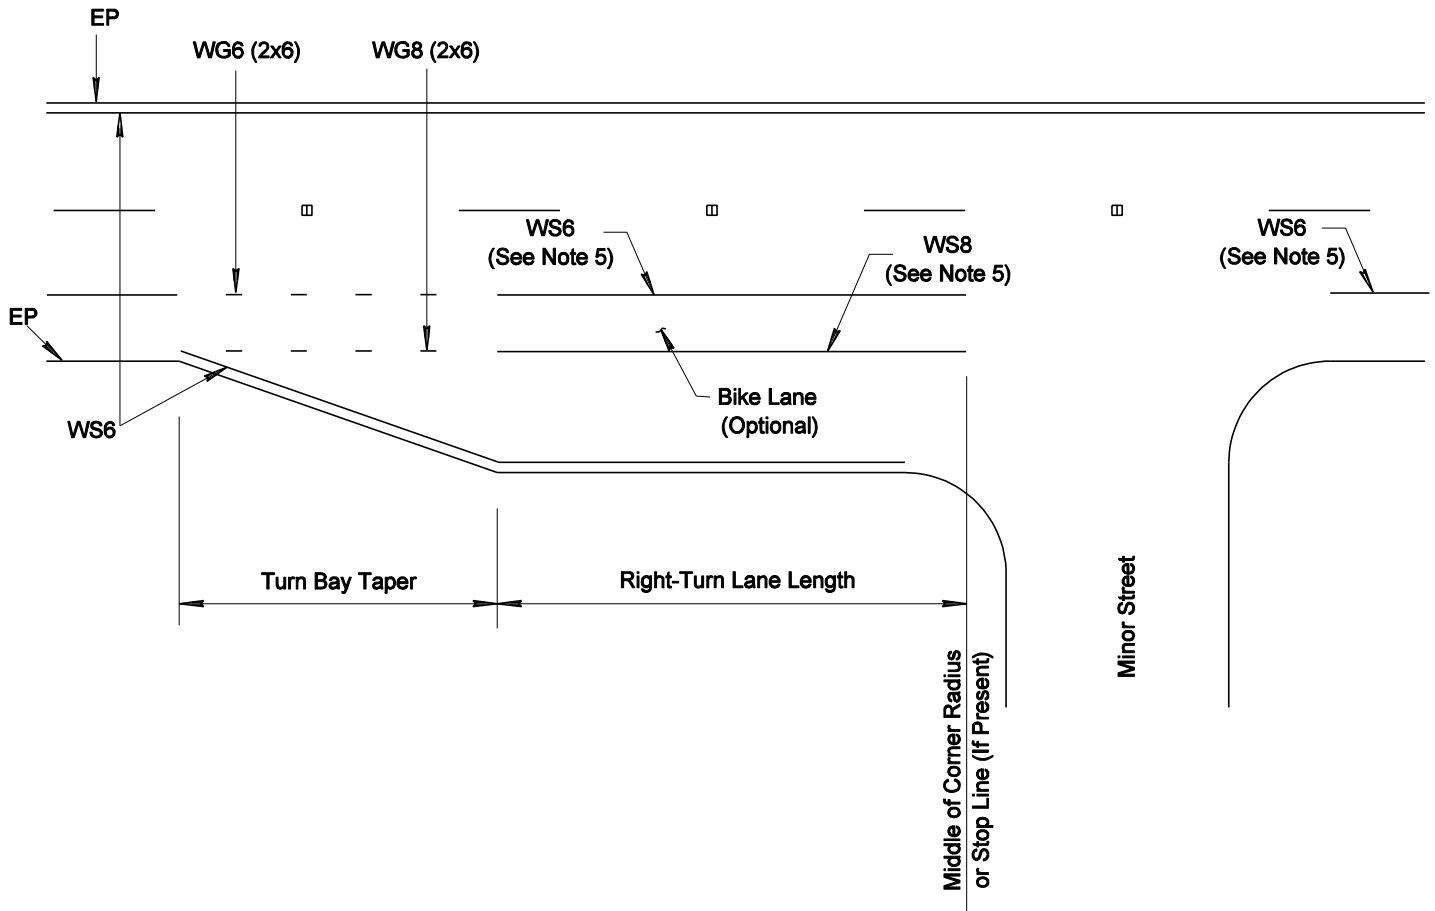 EP
WG6 (2x6)
WG8 (2x6)
WS6
(See Note 5)
WS8
(See Note 5)
WS6
(See Note 5)
EP
Bike Lane
(Optional)
WS6
Turn Bay Taper
Right-Turn Lane Length
Minor Street
Middle of Corner Radius
or Stop Line (If Present)